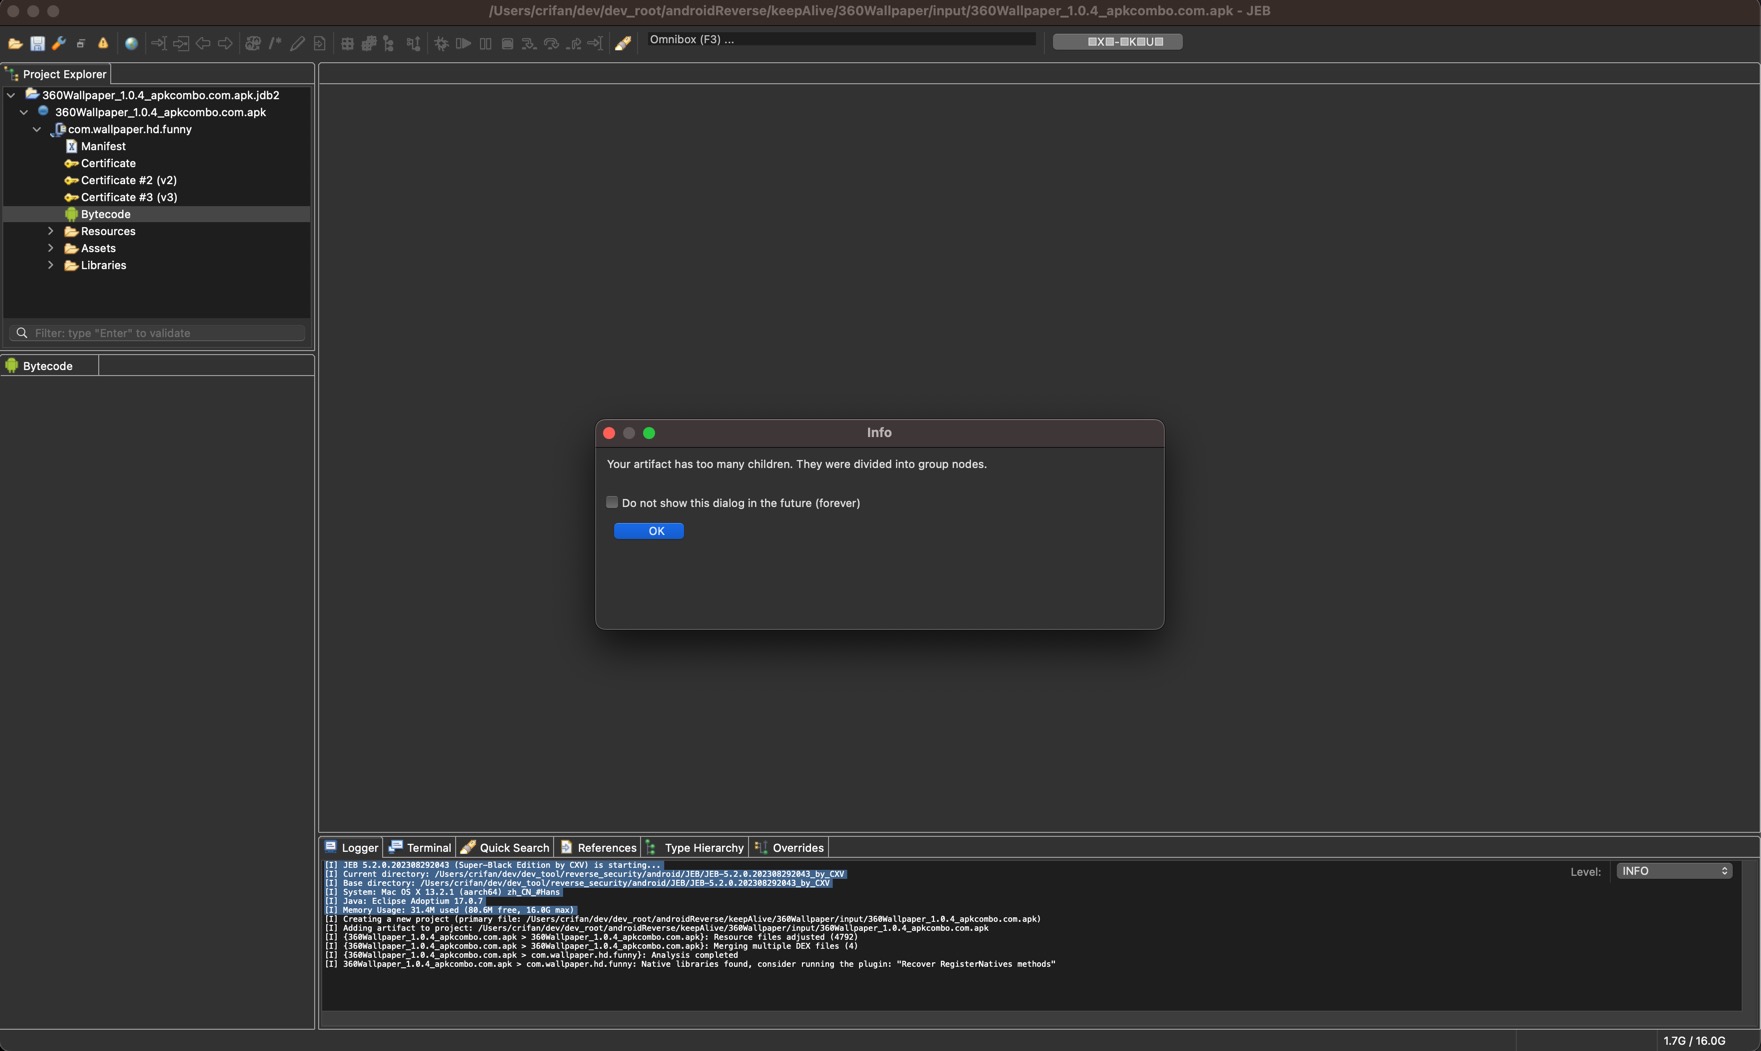 /Users/crifan/dev/dev_root/androidReverse/keepAlive/360Wallpaper/input/360Wallpaper_1.0.4_apkcombo.com.apk - JEB
Omnibox (F3) ...
Project Explorer
360Wallpaper_1.0.4_apkcombo.com.apk.jdb2
360Wallpaper_1.0.4_apkcombo.com.apk
com.wallpaper.hd.funny
Manifest
Certificate
Certificate #2 (v2)
Certificate #3 (v3)
Bytecode
Resources
Assets
Libraries
Filter: type "Enter" to validate
Bytecode
Info
Your artifact has too many children. They were divided into group nodes.
Do not show this dialog in the future (forever)
OK
Logger Terminal Quick Search References Type Hierarchy Overrides
Level: INFO
[I] JEB 5.2.0.202308292043 (Super-Black Edition by CXV) is starting...
[I] Current directory: /Users/crifan/dev/dev_tool/reverse_security/android/JEB/JEB-5.2.0.202308292043_by_CXV
[I] Base directory: /Users/crifan/dev/dev_tool/reverse_security/android/JEB/JEB-5.2.0.202308292043_by_CXV
[I] System: Mac OS X 13.2.1 (aarch64) zh_CN_#Hans
[I] Java: Eclipse Adoptium 17.0.7
[I] Memory Usage: 31.4M used (80.6M free, 16.0G max)
[I] Creating a new project (primary file: /Users/crifan/dev/dev_root/androidReverse/keepAlive/360Wallpaper/input/360Wallpaper_1.0.4_apkcombo.com.apk)
[I] Adding artifact to project: /Users/crifan/dev/dev_root/androidReverse/keepAlive/360Wallpaper/input/360Wallpaper_1.0.4_apkcombo.com.apk
[I] {360Wallpaper_1.0.4_apkcombo.com.apk > 360Wallpaper_1.0.4_apkcombo.com.apk}: Resource files adjusted (4792)
[I] {360Wallpaper_1.0.4_apkcombo.com.apk > 360Wallpaper_1.0.4_apkcombo.com.apk}: Merging multiple DEX files (4)
[I] {360Wallpaper_1.0.4_apkcombo.com.apk > com.wallpaper.hd.funny}: Analysis completed
[I] 360Wallpaper_1.0.4_apkcombo.com.apk > com.wallpaper.hd.funny: Native libraries found, consider running the plugin: "Recover RegisterNatives methods"
1.7G / 16.0G